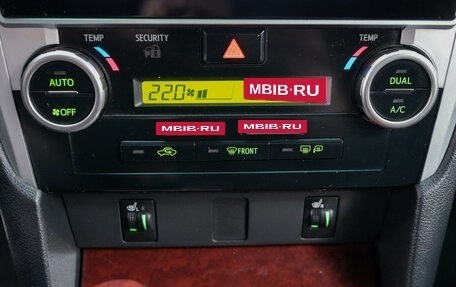 TEMP SECURITY TEMP
AUTO DUAL
22.0 MBIB.RU
OFF A/C
MBIB.RU MBIB.RU
FRONT
L L